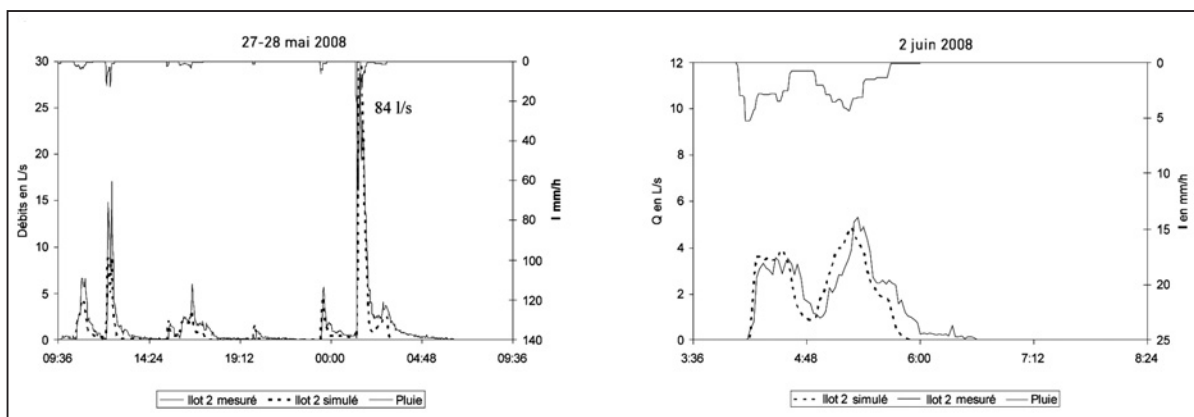 27-28 mai 2008
Débits en L/s
30
25
20
15
10
5
0
84 l/s
0
20
40
60
80
100
120
140
I mm/h
09:36 14:24 19:12 00:00 04:48 09:36
Ilot 2 mesuré Ilot 2 simulé Pluie
2 juin 2008
Q en L/s
12
10
8
6
4
2
0
0
5
10
15
20
25
I en mm/h
3:36 4:48 6:00 7:12 8:24
Ilot 2 simulé Ilot 2 mesuré Pluie